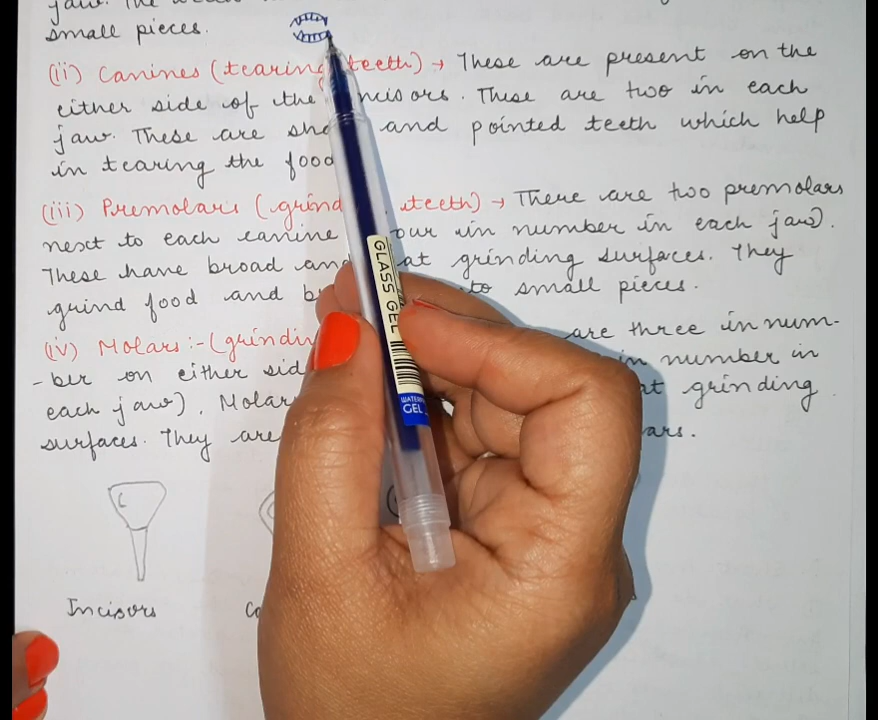 small pieces.
(ii) Canines (tearing teeth) → These are present on the
either side of the incisors. These are two in each
jaw. These are and pointed teeth which help
in tearing the food
(iii) Premolars (grind teeth) → There are two premolars
next to each canine our in number in each jaw).
These have broad and at grinding surfaces. They
grind food and to small pieces.
(iv) Molars :- (grindin are three in num-
-ber on either sid in number in
each jaw). Molar at grinding
surfaces. They are ars.
Incisors
GLASS GEL
GEL